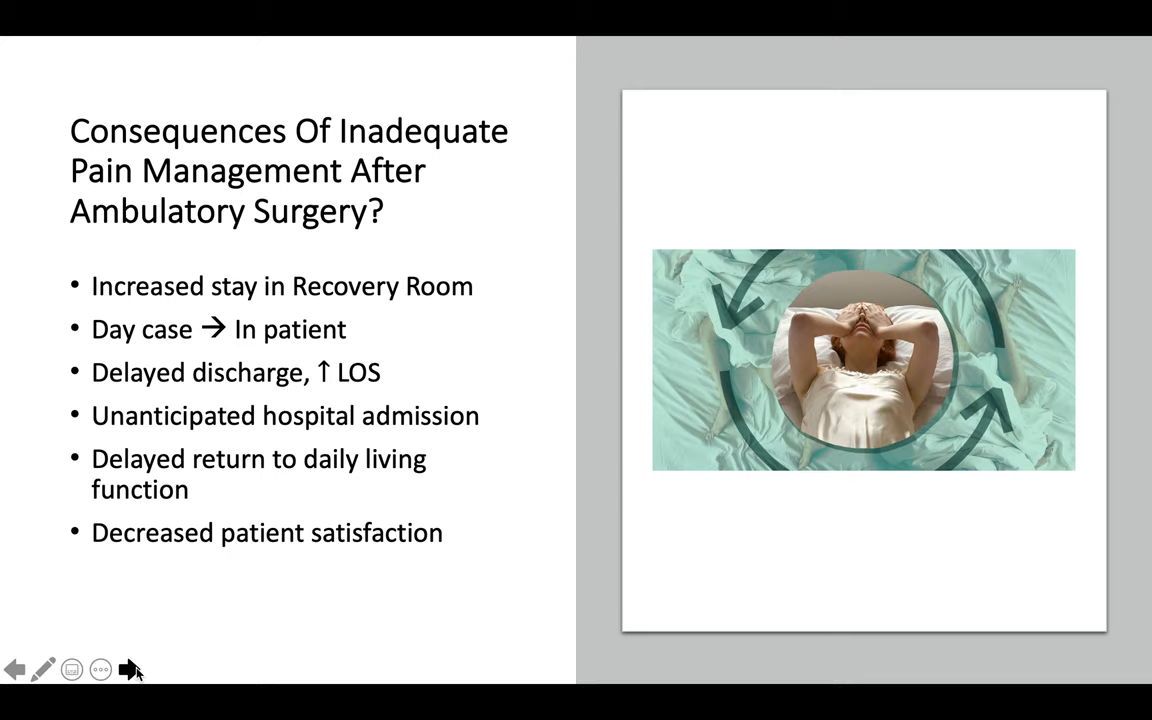 Consequences Of Inadequate
Pain Management After
Ambulatory Surgery?
• Increased stay in Recovery Room
• Day case → In patient
• Delayed discharge, ↑ LOS
• Unanticipated hospital admission
• Delayed return to daily living
function
• Decreased patient satisfaction